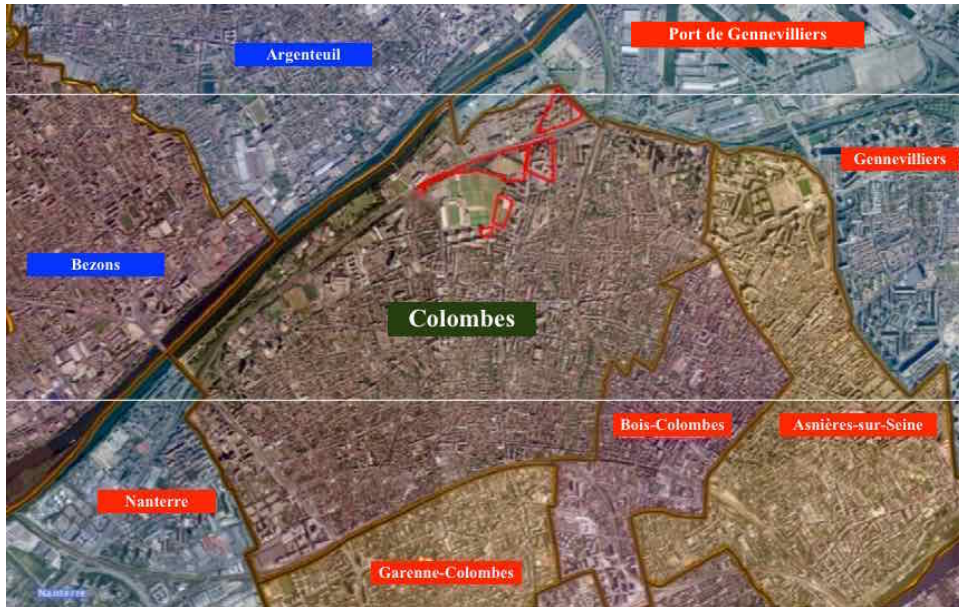 Port de Gennevilliers
Argenteuil
Gennevilliers
Bezons
Colombes
Bois-Colombes
Asnières-sur-Seine
Nanterre
Garenne-Colombes
Nanterre